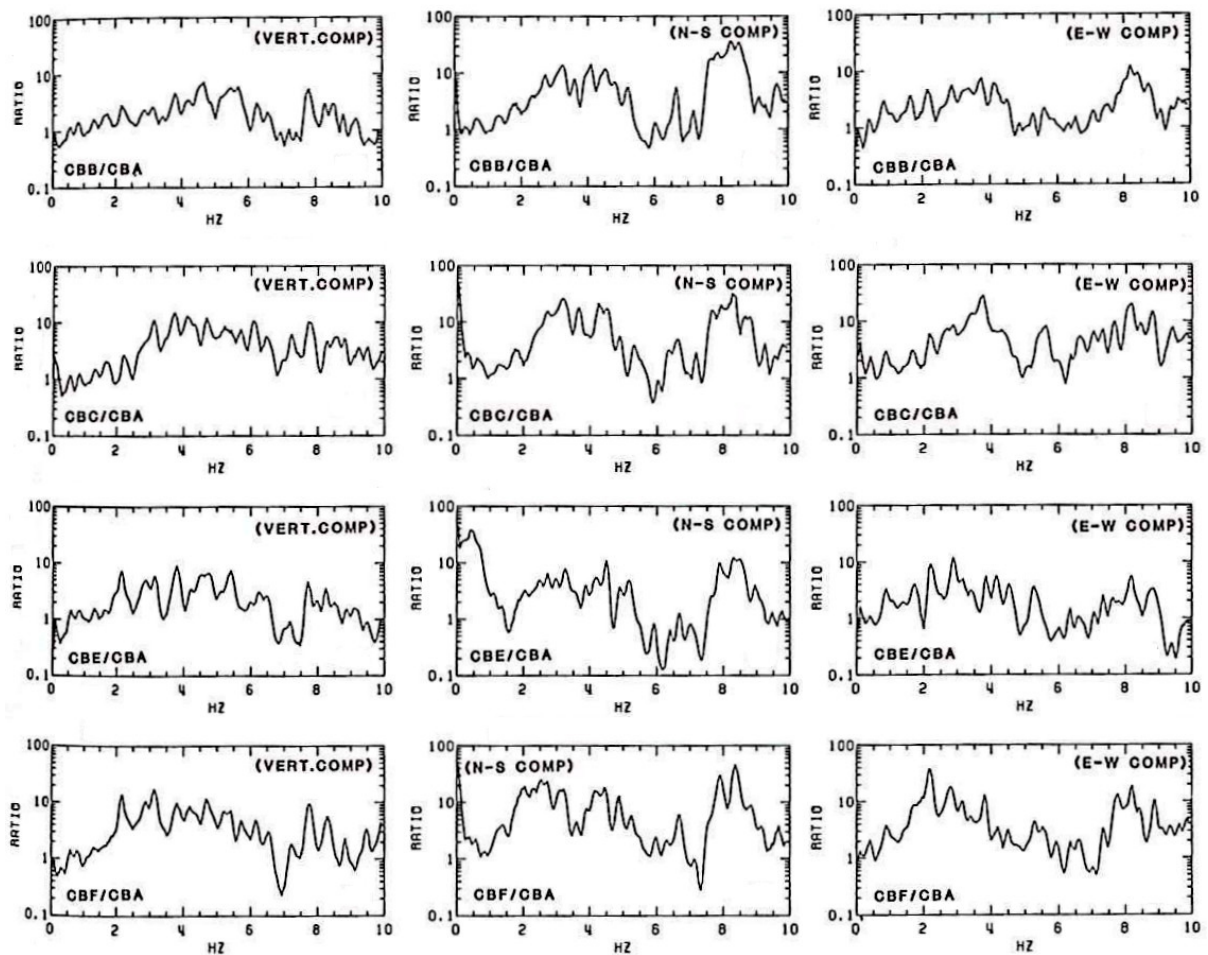 100
10
1
0.1
RATIO
(VERT.COMP)
CBB/CBA
0 2 4 6 8 10
HZ
100
10
1
0.1
RATIO
(N-S COMP)
CBB/CBA
0 2 4 6 8 10
HZ
100
10
1
0.1
RATIO
(E-W COMP)
CBB/CBA
0 2 4 6 8 10
HZ
100
10
1
0.1
RATIO
(VERT.COMP)
CBC/CBA
0 2 4 6 8 10
HZ
100
10
1
0.1
RATIO
(N-S COMP)
CBC/CBA
0 2 4 6 8 10
HZ
100
10
1
0.1
RATIO
(E-W COMP)
CBC/CBA
0 2 4 6 8 10
HZ
100
10
1
0.1
RATIO
(VERT.COMP)
CBE/CBA
0 2 4 6 8 10
HZ
100
10
1
0.1
RATIO
(N-S COMP)
CBE/CBA
0 2 4 6 8 10
HZ
100
10
1
0.1
RATIO
(E-W COMP)
CBE/CBA
0 2 4 6 8 10
HZ
100
10
1
0.1
RATIO
(VERT.COMP)
CBF/CBA
0 2 4 6 8 10
HZ
100
10
1
0.1
RATIO
(N-S COMP)
CBF/CBA
0 2 4 6 8 10
HZ
100
10
1
0.1
RATIO
(E-W COMP)
CBF/CBA
0 2 4 6 8 10
HZ